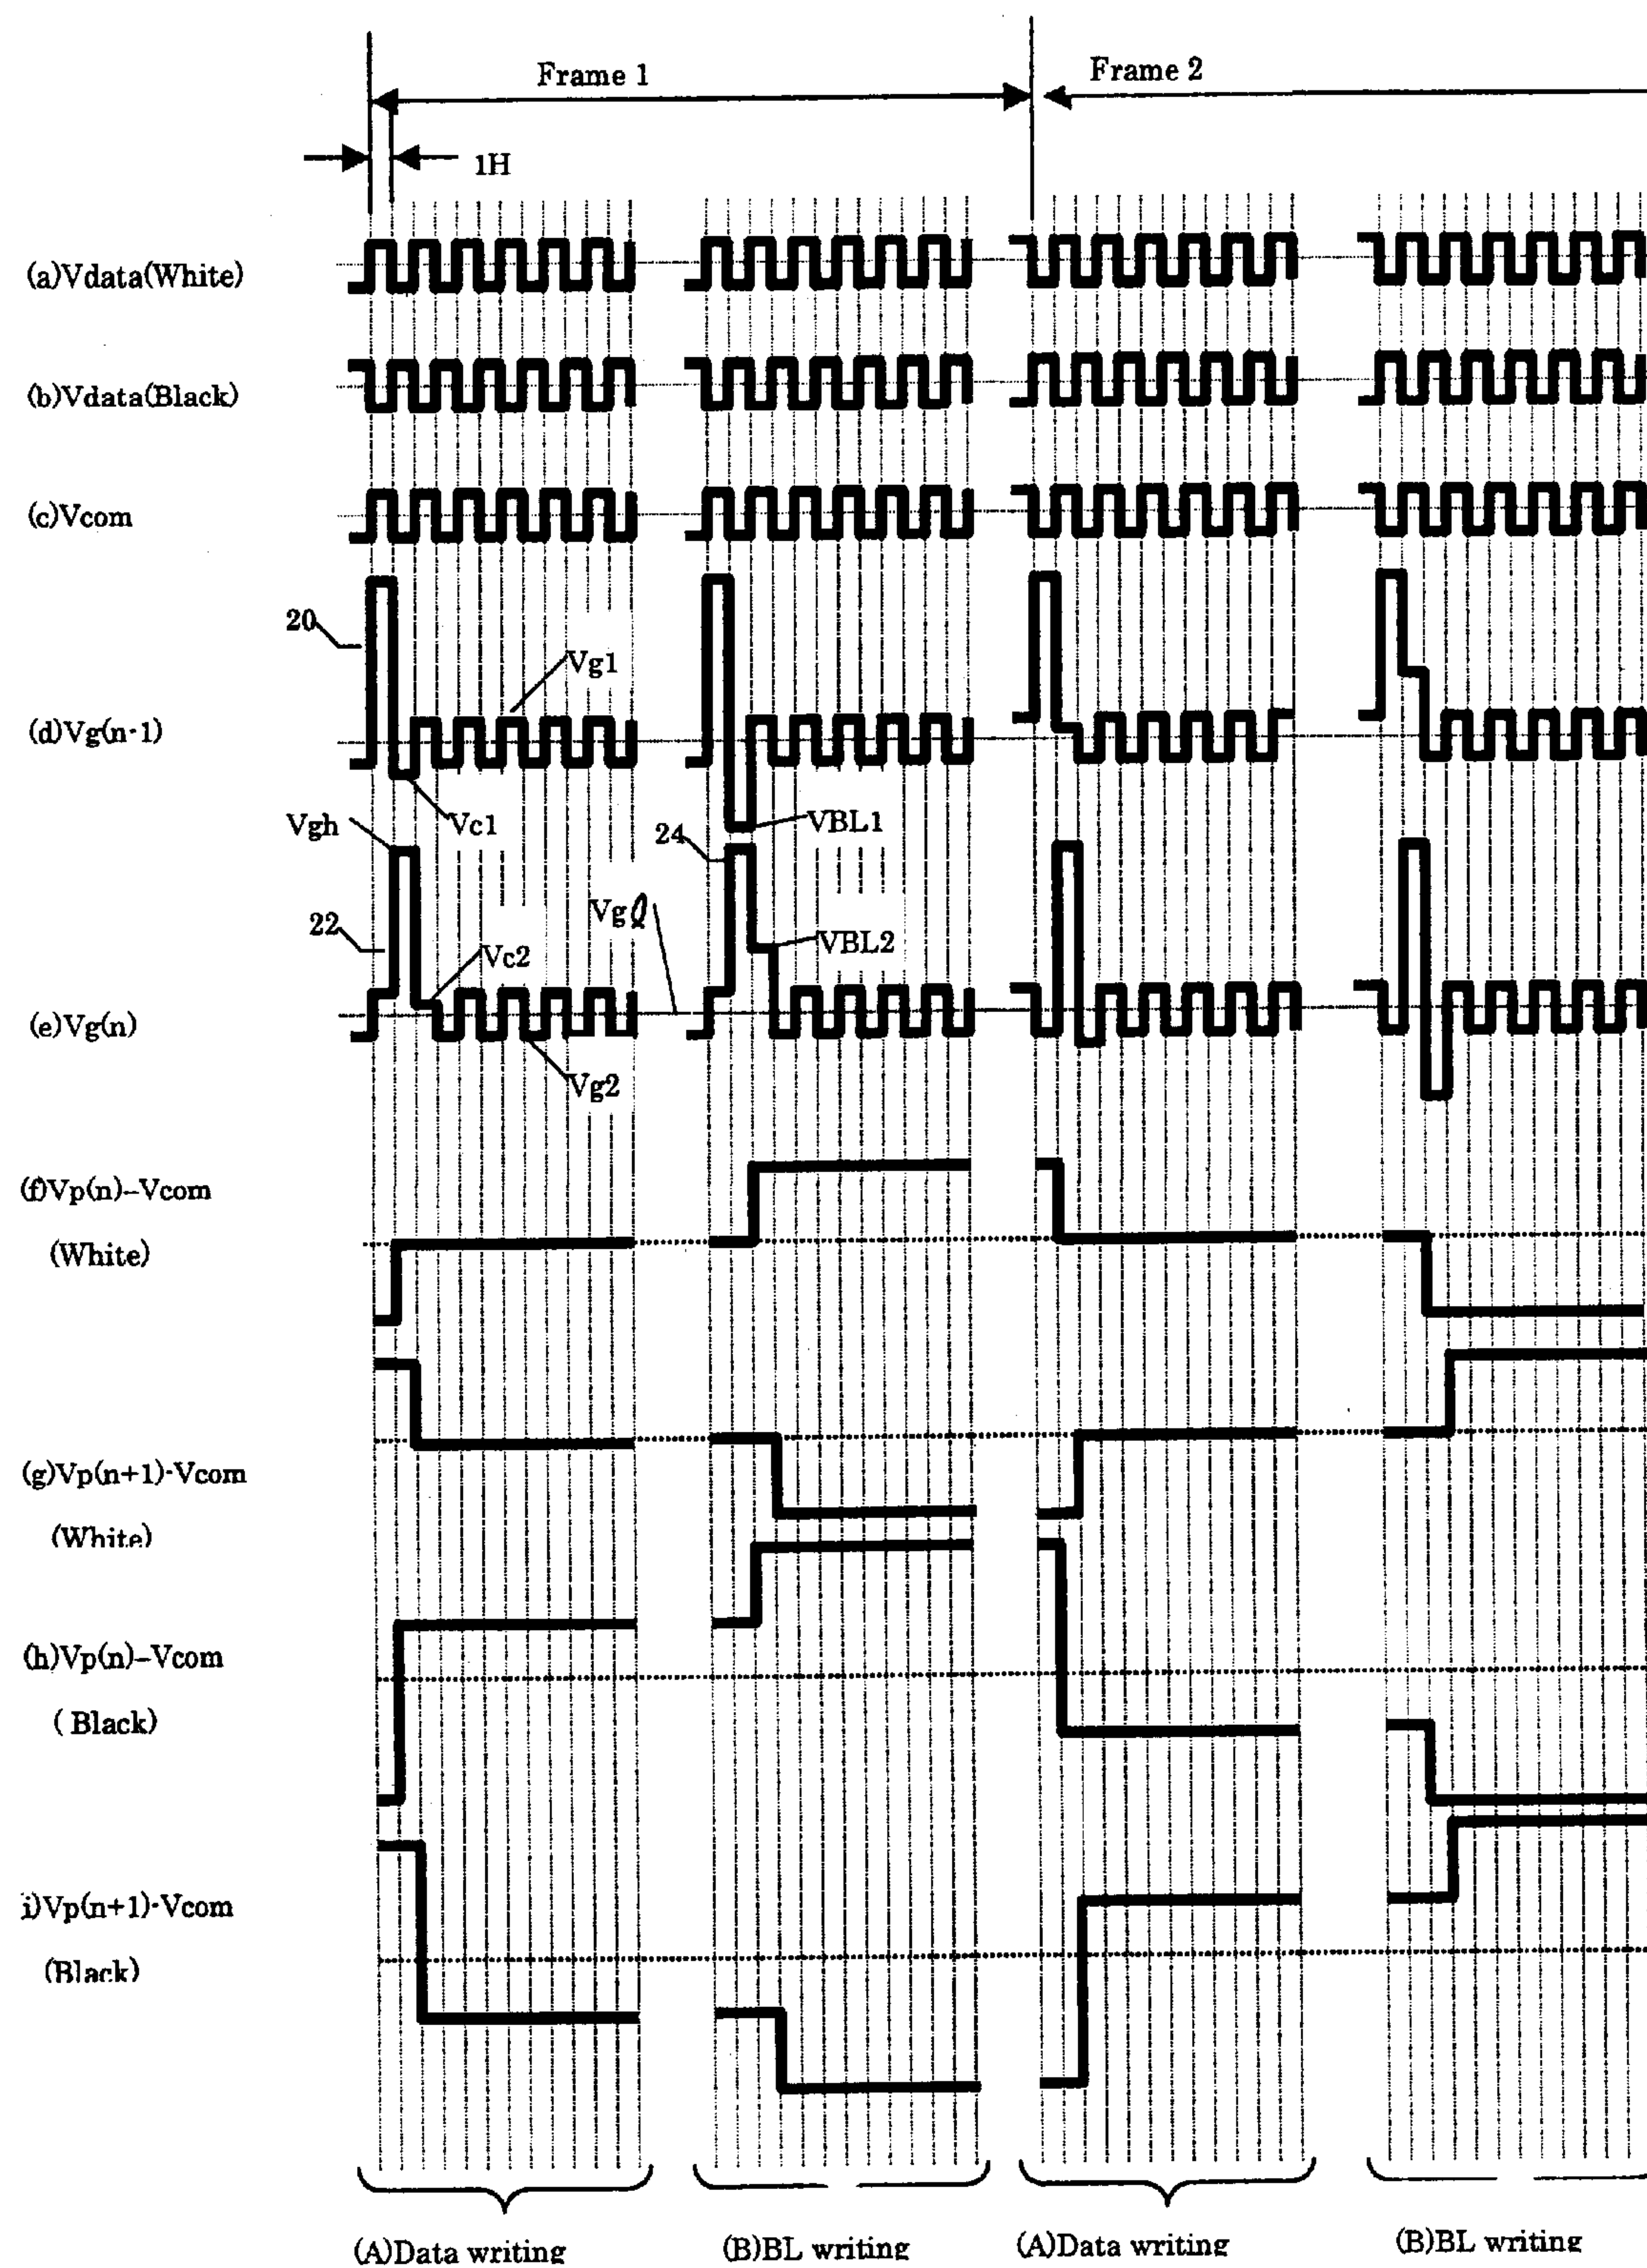 Frame 1
Frame 2
1H
(a)Vdata(White)
(b)Vdata(Black)
(c)Vcom
20
Vg1
(d)Vg(n-1)
Vc1
VBL1
Vgh
24
22
Vgl
VBL2
Vc2
(e)Vg(n)
Vg2
(f)Vp(n)–Vcom
(White)
(g)Vp(n+1)-Vcom
(White)
(h)Vp(n)–Vcom
( Black)
i)Vp(n+1)-Vcom
(Black)
(A)Data writing
(B)BL writing
(A)Data writing
(B)BL writing